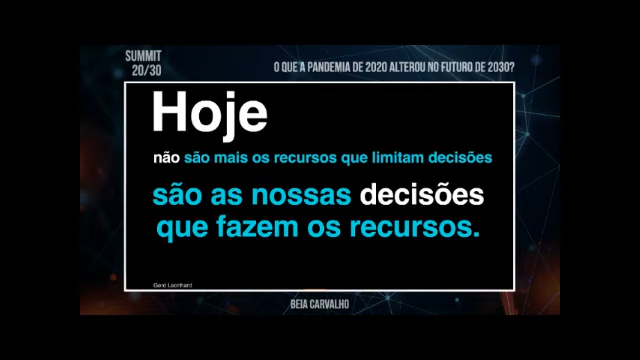 SUMMIT
20/30
O QUE A PANDEMIA DE 2020 ALTEROU NO FUTURO DE 2030?
Hoje
não são mais os recursos que limitam decisões
são as nossas decisões
que fazem os recursos.
Gerd Leonhard
BEIA CARVALHO